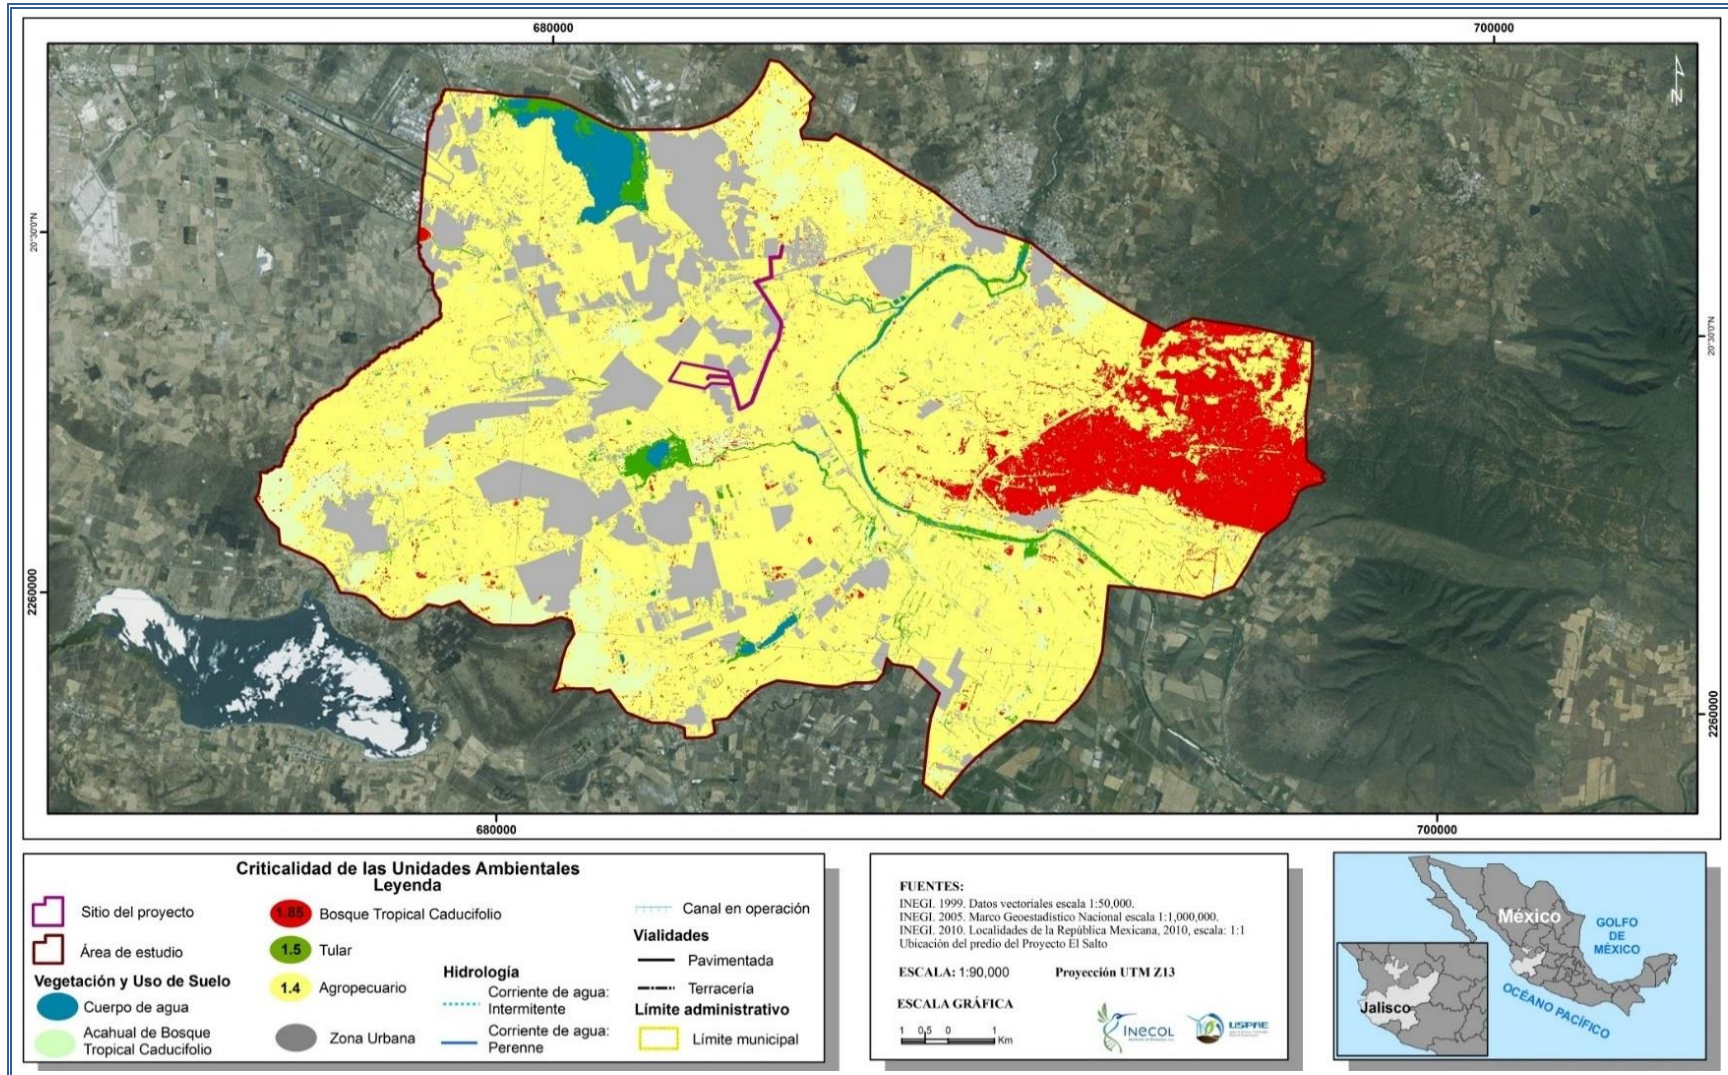 680000
700000
N
20°30'0"N
20°30'0"N
2260000
2260000
680000
700000
Criticalidad de las Unidades Ambientales
Leyenda
Sitio del proyecto
Área de estudio
Vegetación y Uso de Suelo
Cuerpo de agua
Acahual de Bosque
Tropical Caducifolio
1.85 Bosque Tropical Caducifolio
1.5 Tular
1.4 Agropecuario
Zona Urbana
Hidrología
Corriente de agua:
Intermitente
Corriente de agua:
Perenne
Canal en operación
Vialidades
Pavimentada
Terracería
Límite administrativo
Límite municipal
FUENTES:
INEGI. 1999. Datos vectoriales escala 1:50,000.
INEGI. 2005. Marco Geoestadístico Nacional escala 1:1,000,000.
INEGI. 2010. Localidades de la República Mexicana, 2010, escala: 1:1
Ubicación del predio del Proyecto El Salto
ESCALA: 1:90,000 Proyección UTM Z13
ESCALA GRÁFICA
1 0.5 0 1
Km
INECOL
USPAE
México
GOLFO
DE
MÉXICO
OCÉANO PACÍFICO
Jalisco